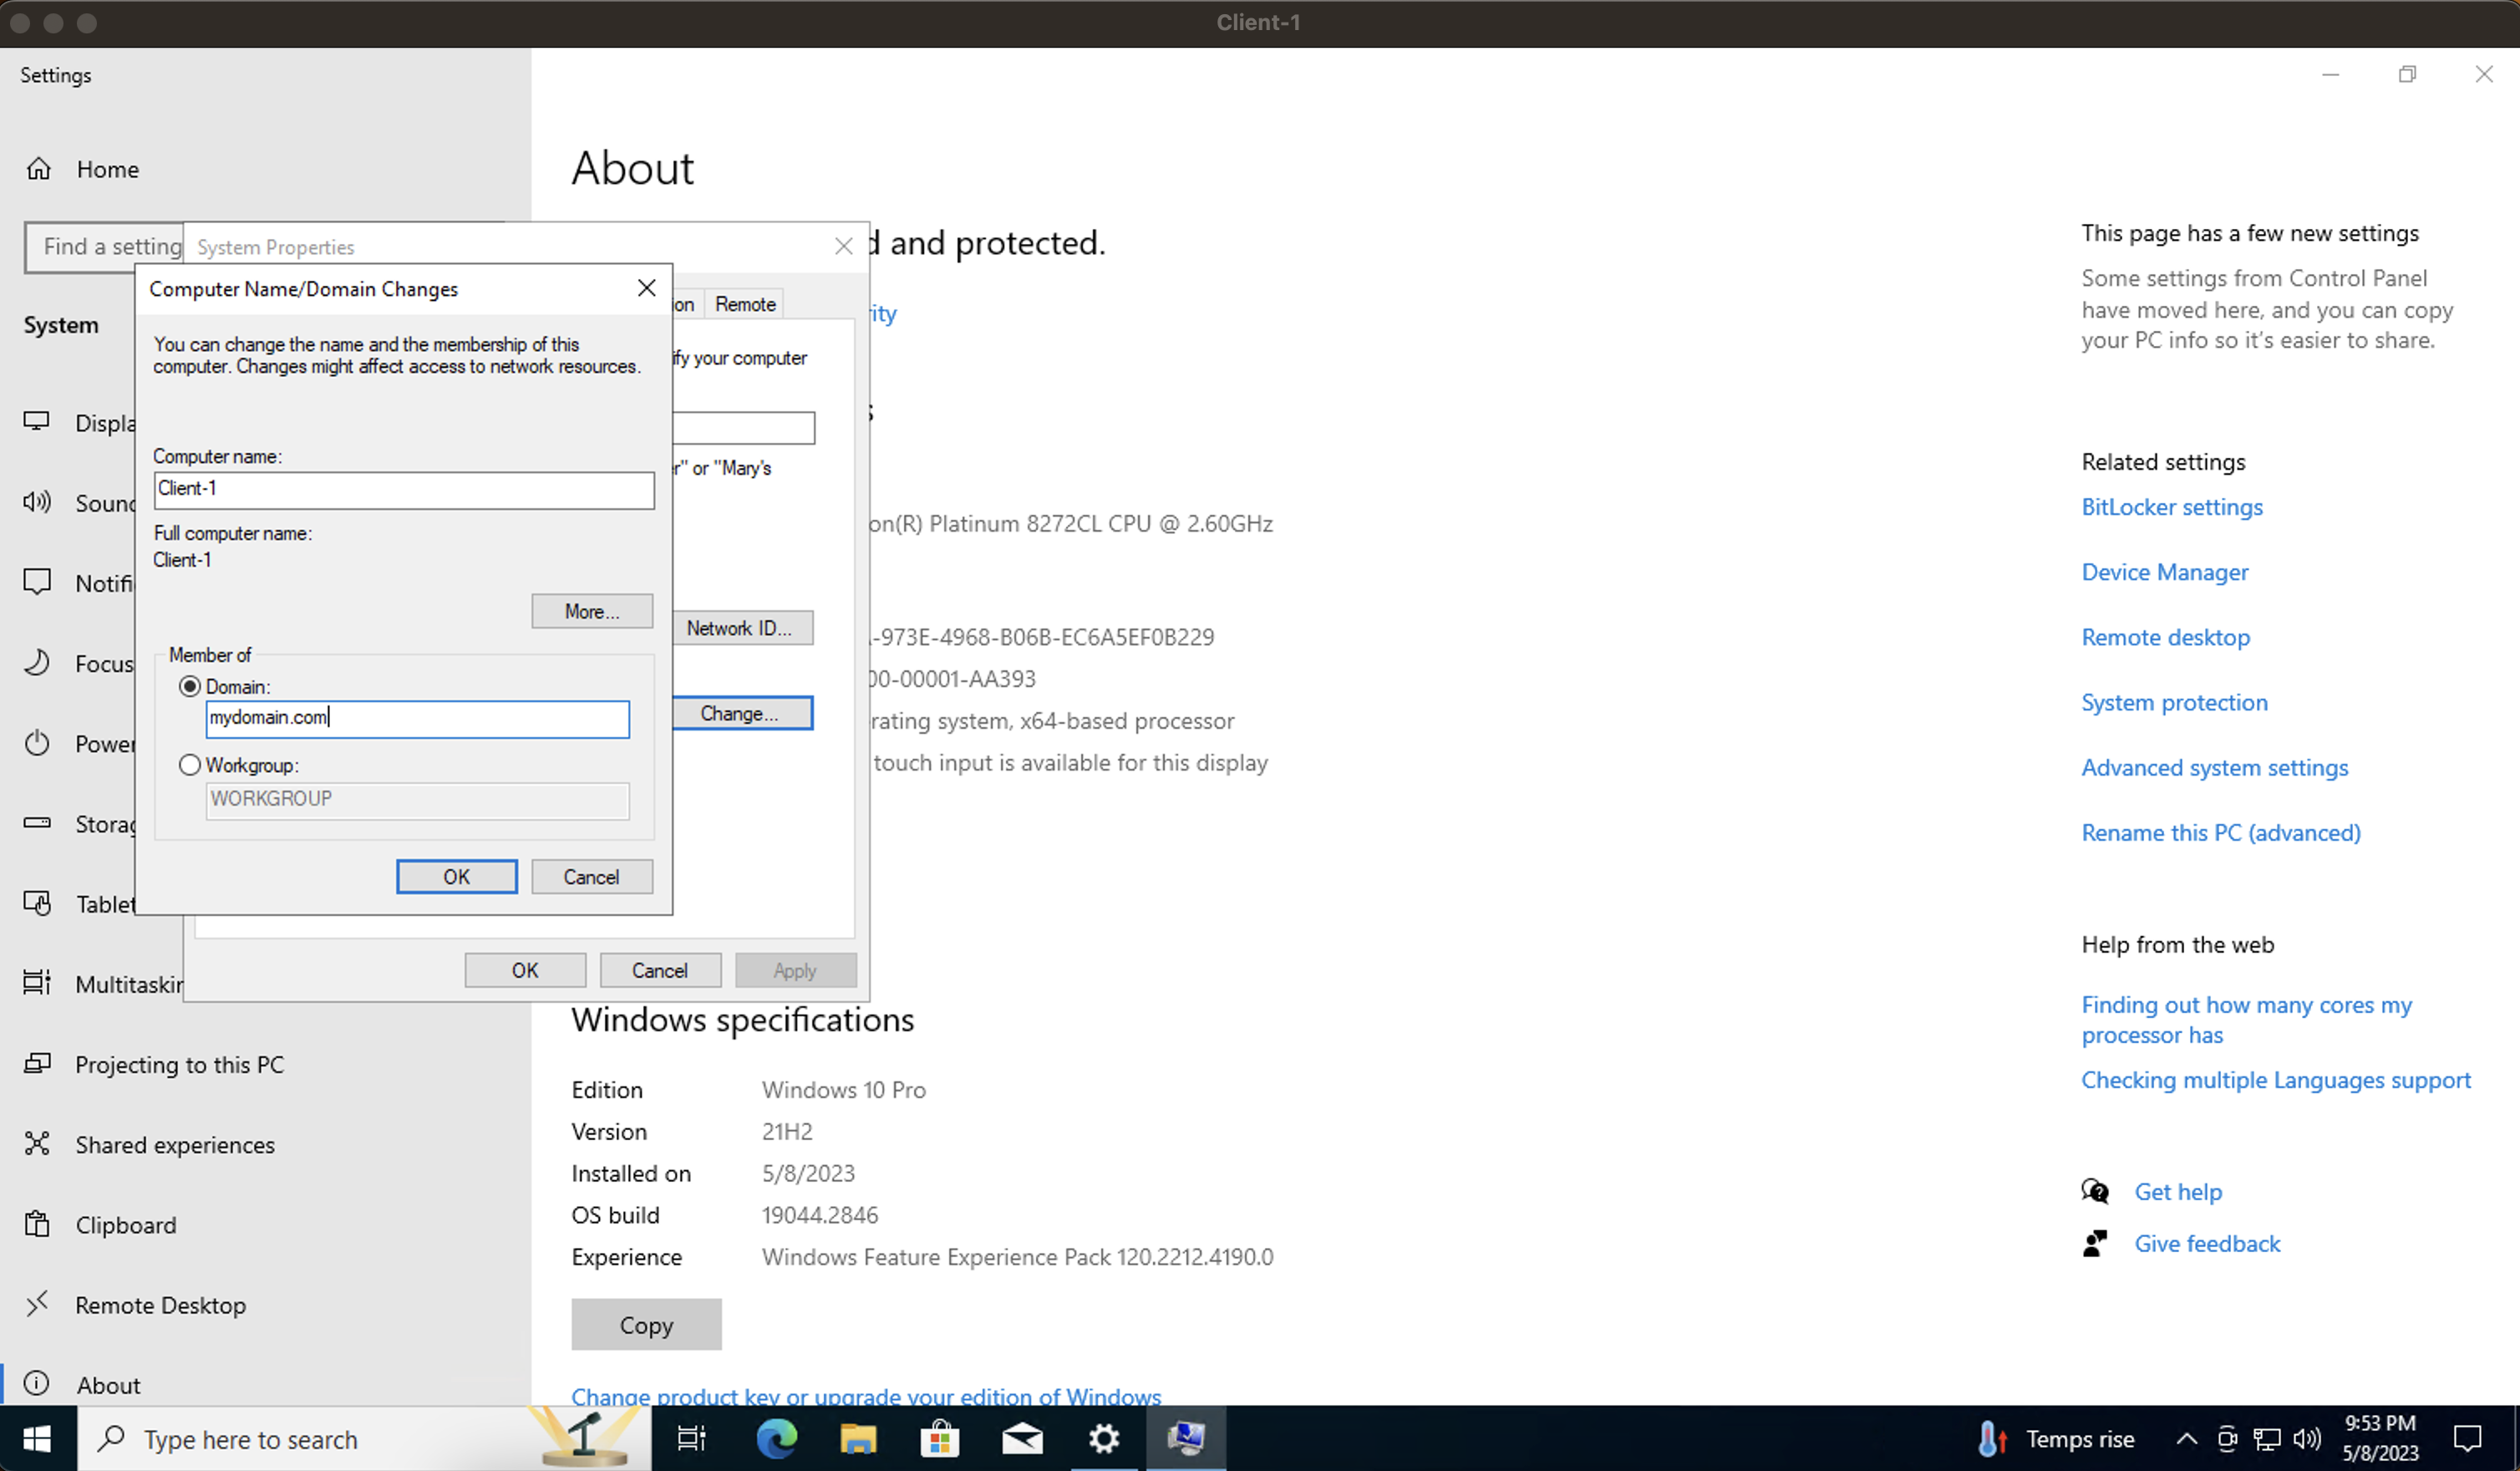 Client-1
Settings
Home
Find a setting
System
Sound
Focus
Power
Tablet
Projecting to this PC
Shared experiences
Clipboard
Remote Desktop
About
System Properties
Remote
ify your computer
r" or "Mary's
Network ID...
Change...
OK
Cancel
Apply
Computer Name/Domain Changes
You can change the name and the membership of this
computer. Changes might affect access to network resources.
Computer name:
Client-1
Full computer name:
Client-1
More...
Member of
Domain:
mydomain.com
Workgroup:
WORKGROUP
OK
Cancel
About
d and protected.
ity
on(R) Platinum 8272CL CPU @ 2.60GHz
-973E-4968-B06B-EC6A5EF0B229
00-00001-AA393
rating system, x64-based processor
touch input is available for this display
Windows specifications
Edition Windows 10 Pro
Version 21H2
Installed on 5/8/2023
OS build 19044.2846
Experience Windows Feature Experience Pack 120.2212.4190.0
Copy
Change product key or upgrade your edition of Windows
This page has a few new settings
Some settings from Control Panel
have moved here, and you can copy
your PC info so it's easier to share.
Related settings
BitLocker settings
Device Manager
Remote desktop
System protection
Advanced system settings
Rename this PC (advanced)
Help from the web
Finding out how many cores my
processor has
Checking multiple Languages support
Get help
Give feedback
Type here to search
Temps rise
9:53 PM
5/8/2023